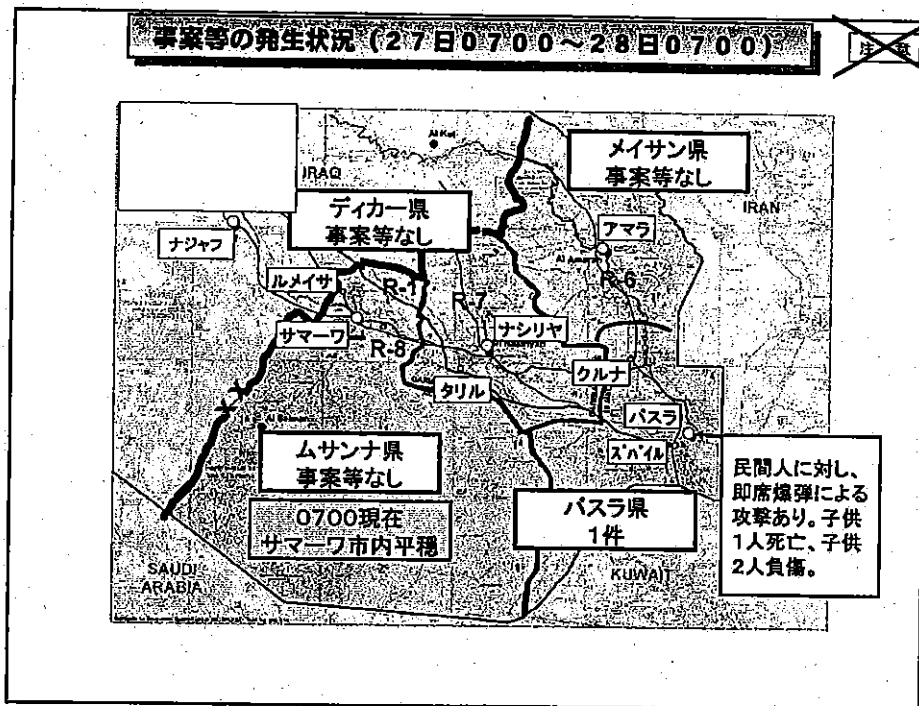 事案等の発生状況(27日0700~28日0700)
注意
Al Kut
IRAQ
メイサン県
事案等なし
IRAN
ディカー県
事案等なし
アマラ
ナジャフ
ルメイサ
R-1
R-7
R-6
サマーワ
R-8
ナシリヤ
クルナ
タリル
バスラ
ズバイル
ムサンナ県
事案等なし
0700現在
サマーワ市内平穏
バスラ県
1件
民間人に対し、
即席爆弾による
攻撃あり。子供
1人死亡、子供
2人負傷。
SAUDI
ARABIA
KUWAIT